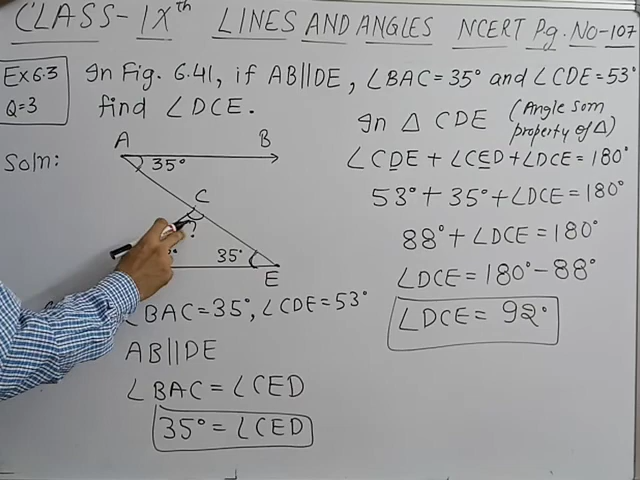 CLASS-IXth LINES AND ANGLES NCERT Pg. No-107
Ex 6.3
Q=3
In Fig. 6.41, if AB||DE, ∠BAC=35° and ∠CDE=53°
find ∠DCE.
Soln:
A
B
35°
C
?
35°
E
∠BAC=35°, ∠CDE=53°
AB||DE
∠BAC = ∠CED
35° = ∠CED
In △ CDE (Angle som
property of △)
∠CDE + ∠CED + ∠DCE = 180°
53° + 35° + ∠DCE = 180°
88° + ∠DCE = 180°
∠DCE = 180° - 88°
∠DCE = 92°